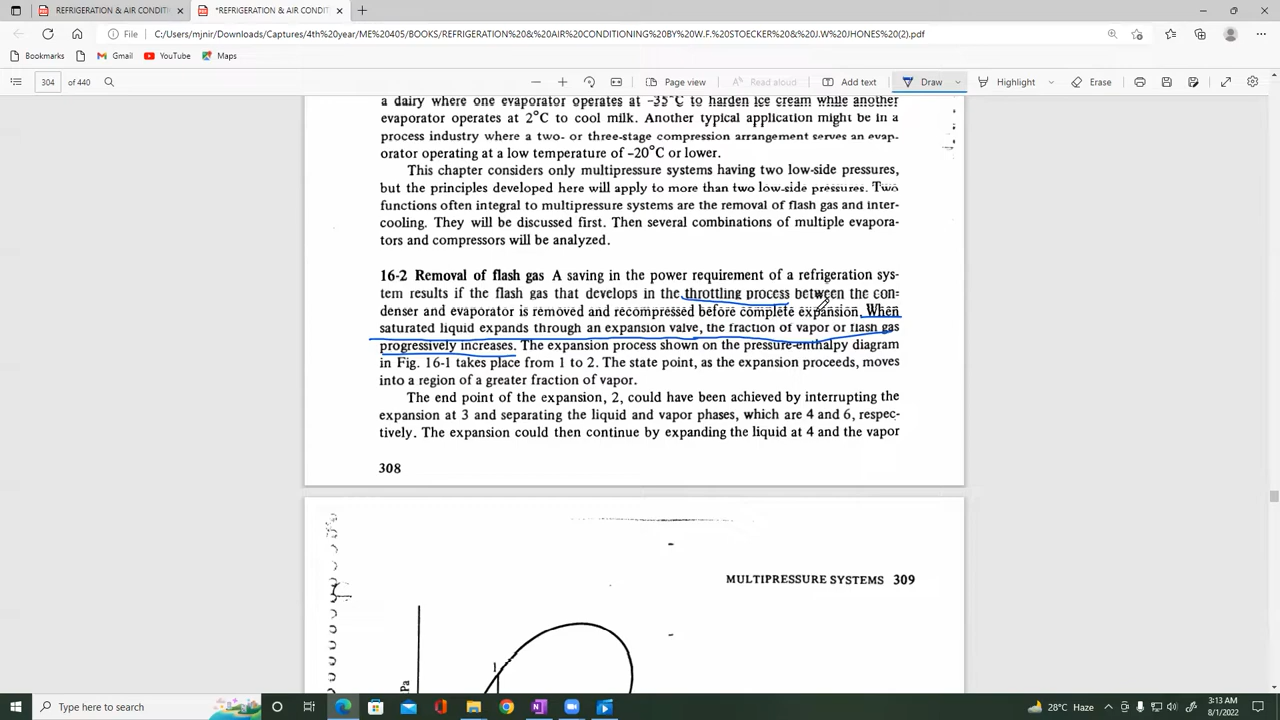 REFRIGERATION & AIR CONDIT
*REFRIGERATION & AIR CONDIT
File
C:/Users/mjnir/Downloads/Captures/4th%20year/ME%20405/BOOKS/REFRIGERATION%20&%20AIR%20CONDITIONING%20BY%20W.F.%20STOECKER%20&%20J.W%20JHONES%20(2).pdf
Bookmarks
Gmail
YouTube
Maps
304 of 440
Page view
Read aloud
Add text
Draw
Highlight
Erase
a dairy where one evaporator operates at –35°C to harden ice cream while another
evaporator operates at 2°C to cool milk. Another typical application might be in a
process industry where a two- or three-stage compression arrangement serves an evap-
orator operating at a low temperature of –20°C or lower.
This chapter considers only multipressure systems having two low-side pressures,
but the principles developed here will apply to more than two low-side pressures. Two
functions often integral to multipressure systems are the removal of flash gas and inter-
cooling. They will be discussed first. Then several combinations of multiple evapora-
tors and compressors will be analyzed.
16-2 Removal of flash gas A saving in the power requirement of a refrigeration sys-
tem results if the flash gas that develops in the throttling process between the con-
denser and evaporator is removed and recompressed before complete expansion. When
saturated liquid expands through an expansion valve, the fraction of vapor or flash gas
progressively increases. The expansion process shown on the pressure-enthalpy diagram
in Fig. 16-1 takes place from 1 to 2. The state point, as the expansion proceeds, moves
into a region of a greater fraction of vapor.
The end point of the expansion, 2, could have been achieved by interrupting the
expansion at 3 and separating the liquid and vapor phases, which are 4 and 6, respec-
tively. The expansion could then continue by expanding the liquid at 4 and the vapor
308
MULTIPRESSURE SYSTEMS 309
1
Pa
Type here to search
28°C Haze
3:13 AM
8/1/2022